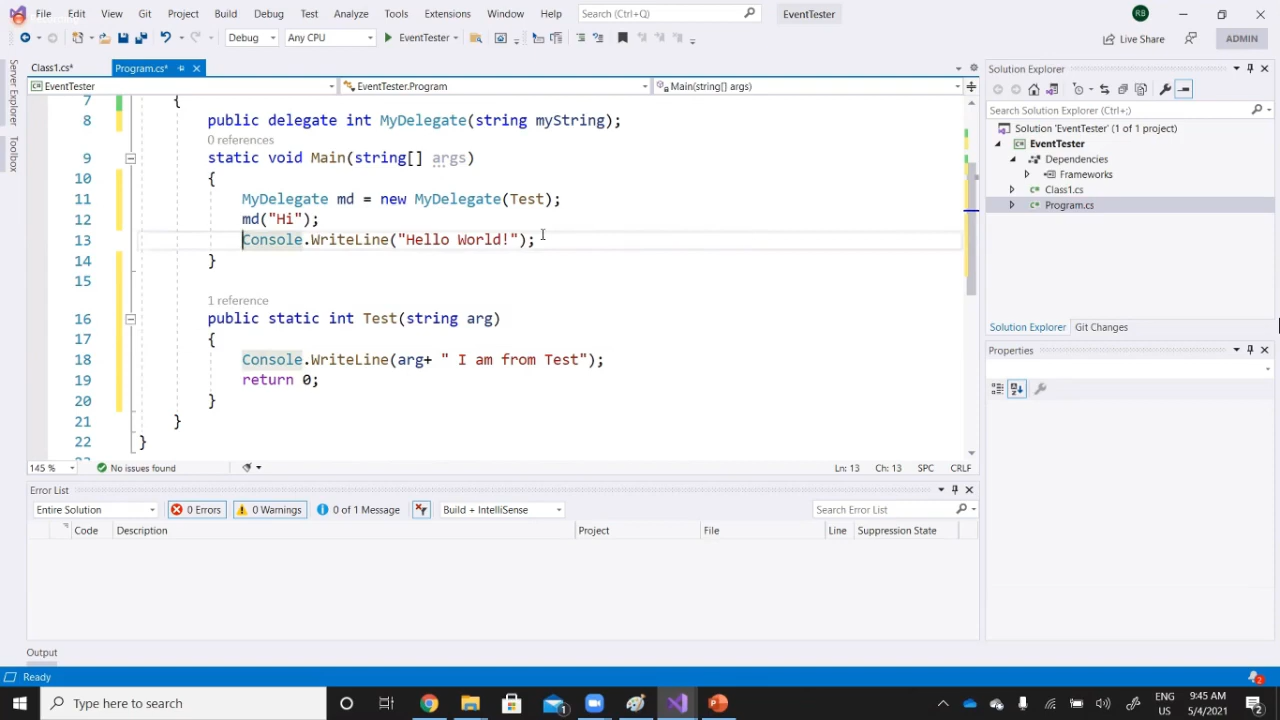 File Edit View Git Project Build Debug Test Analyze Tools Extensions Window Help Search (Ctrl+Q) EventTester RB
Debug Any CPU EventTester Live Share ADMIN
Server Explorer
Toolbox
Class1.cs* Program.cs*
EventTester EventTester.Program Main(string[] args)
7 {
8 public delegate int MyDelegate(string myString);
0 references
9 static void Main(string[] args)
10 {
11 MyDelegate md = new MyDelegate(Test);
12 md("Hi");
13 Console.WriteLine("Hello World!");
14 }
15
1 reference
16 public static int Test(string arg)
17 {
18 Console.WriteLine(arg+ " I am from Test");
19 return 0;
20 }
21 }
22 }
145 % No issues found Ln: 13 Ch: 13 SPC CRLF
Solution Explorer
Search Solution Explorer (Ctrl+;)
Solution 'EventTester' (1 of 1 project)
EventTester
Dependencies
Frameworks
Class1.cs
Program.cs
Solution Explorer Git Changes
Properties
Error List
Entire Solution 0 Errors 0 Warnings 0 of 1 Message Build + IntelliSense Search Error List
Code Description Project File Line Suppression State
Output
Ready 2
Type here to search 1 ENG US 9:45 AM 5/4/2021 2